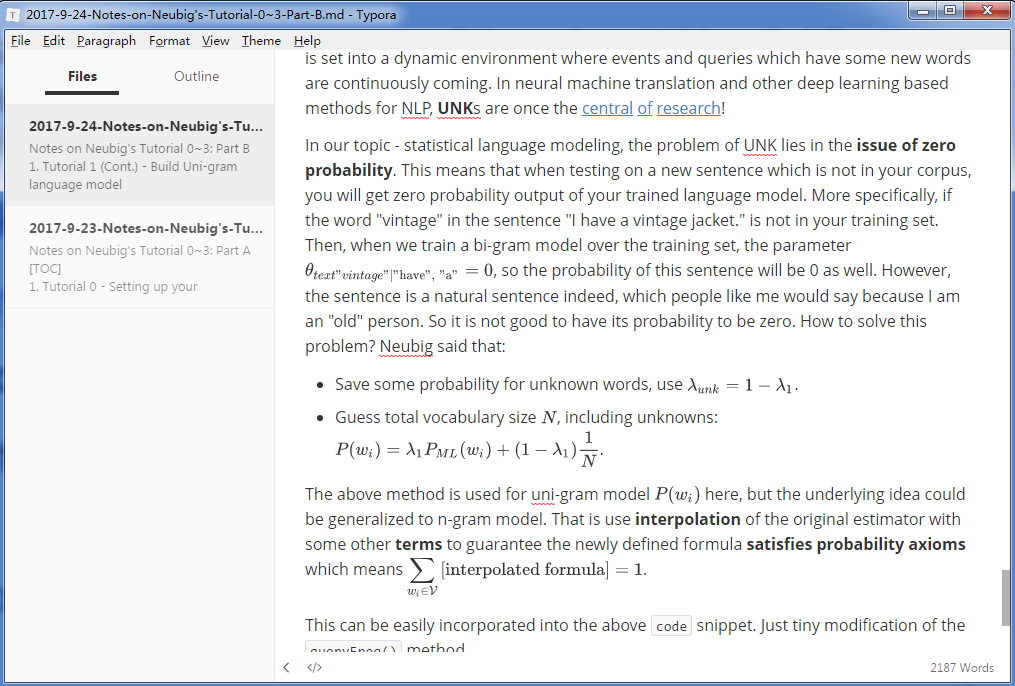 2017-9-24-Notes-on-Neubig's-Tutorial-0~3-Part-B.md - Typora
File Edit Paragraph Format View Theme Help
Files Outline
2017-9-24-Notes-on-Neubig's-Tu...
Notes on Neubig's Tutorial 0~3: Part B
1. Tutorial 1 (Cont.) - Build Uni-gram
language model
2017-9-23-Notes-on-Neubig's-Tu...
Notes on Neubig's Tutorial 0~3: Part A
[TOC]
1. Tutorial 0 - Setting up your
is set into a dynamic environment where events and queries which have some new words
are continuously coming. In neural machine translation and other deep learning based
methods for NLP, UNKs are once the central of research!
In our topic - statistical language modeling, the problem of UNK lies in the issue of zero
probability. This means that when testing on a new sentence which is not in your corpus,
you will get zero probability output of your trained language model. More specifically, if
the word "vintage" in the sentence "I have a vintage jacket." is not in your training set.
Then, when we train a bi-gram model over the training set, the parameter
θ_{text”vintage”|”have”, ”a”} = 0, so the probability of this sentence will be 0 as well. However,
the sentence is a natural sentence indeed, which people like me would say because I am
an "old" person. So it is not good to have its probability to be zero. How to solve this
problem? Neubig said that:
• Save some probability for unknown words, use λ_{unk} = 1 − λ_1.
• Guess total vocabulary size N, including unknowns:
P(w_i) = λ_1 P_{ML}(w_i) + (1 − λ_1) \frac{1}{N}.
The above method is used for uni-gram model P(w_i) here, but the underlying idea could
be generalized to n-gram model. That is use interpolation of the original estimator with
some other terms to guarantee the newly defined formula satisfies probability axioms
which means ∑_{w_i∈𝒱} [interpolated formula] = 1.
This can be easily incorporated into the above code snippet. Just tiny modification of the
method
</> 2187 Words